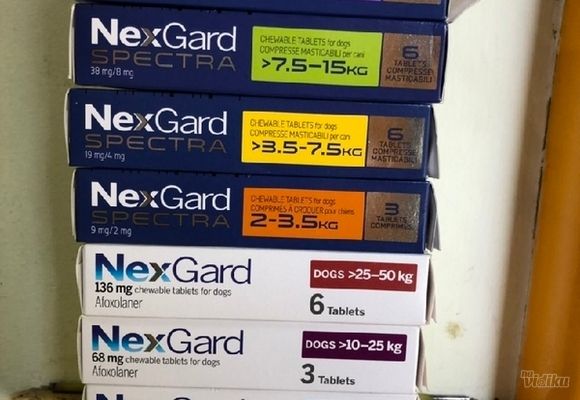 NexGard
SPECTRA
38 mg/8 mg
CHEWABLE TABLETS for dogs
COMPRESSE MASTICABILI per cani
>7.5-15KG
6
TABLETS
COMPRESSE
MASTICABILI
NexGard
SPECTRA
19 mg/4 mg
CHEWABLE TABLETS for dogs
COMPRESSE MASTICABILI per cani
>3.5-7.5KG
6
TABLETS
COMPRESSE
MASTICABILI
NexGard
SPECTRA
9 mg/2 mg
CHEWABLE TABLETS for dogs
COMPRIMÉS À CROQUER pour chiens
2-3.5KG
3
TABLETS
COMPRIMÉS
NexGard
136 mg chewable tablets for dogs
Afoxolaner
DOGS >25-50 kg
6 Tablets
NexGard
68 mg chewable tablets for dogs
Afoxolaner
DOGS >10-25 kg
3 Tablets
na
Vidiku